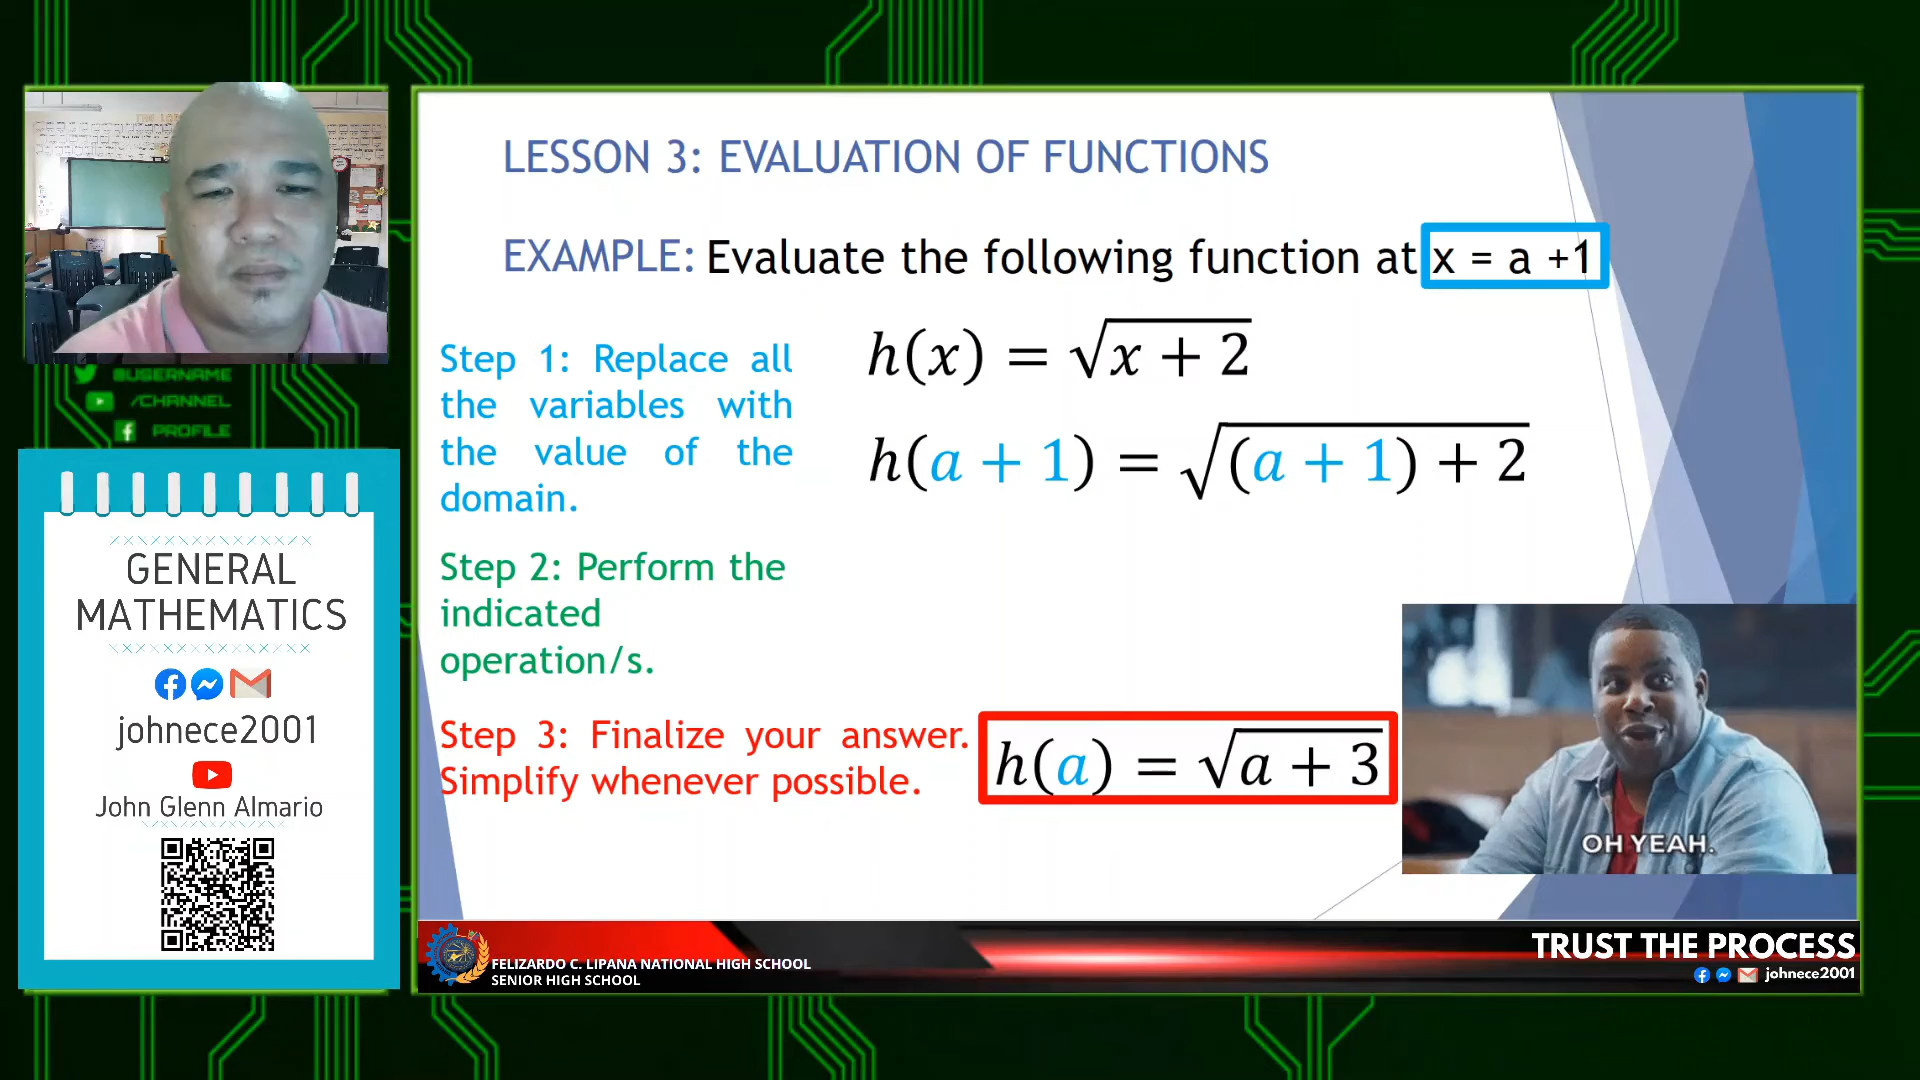 LESSON 3: EVALUATION OF FUNCTIONS
EXAMPLE: Evaluate the following function at x = a +1
Step 1: Replace all
the variables with
the value of the
domain.
h(x) = √x + 2
h(a + 1) = √(a + 1) + 2
Step 2: Perform the
indicated
operation/s.
Step 3: Finalize your answer.
Simplify whenever possible.
h(a) = √a + 3
OH YEAH.
@USERNAME
/CHANNEL
PROFILE
GENERAL
MATHEMATICS
johnece2001
John Glenn Almario
FELIZARDO C. LIPANA NATIONAL HIGH SCHOOL
SENIOR HIGH SCHOOL
TRUST THE PROCESS
johnece2001